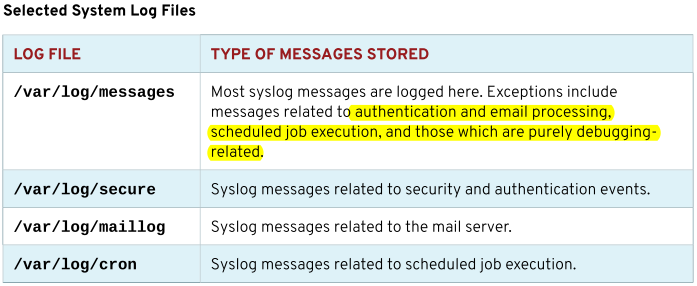 Selected System Log Files
LOG FILE TYPE OF MESSAGES STORED
/var/log/messages Most syslog messages are logged here. Exceptions include
messages related to authentication and email processing,
scheduled job execution, and those which are purely debugging-
related.
/var/log/secure Syslog messages related to security and authentication events.
/var/log/maillog Syslog messages related to the mail server.
/var/log/cron Syslog messages related to scheduled job execution.